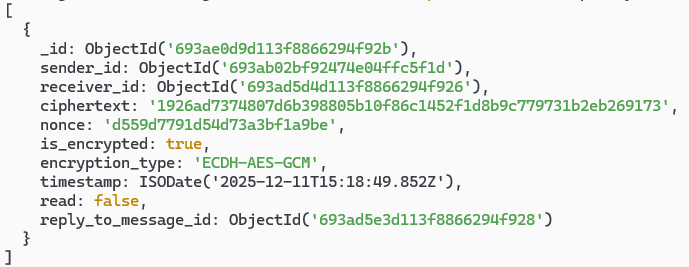 [
  {
    _id: ObjectId('693ae0d9d113f8866294f92b'),
    sender_id: ObjectId('693ab02bf92474e04ffc5f1d'),
    receiver_id: ObjectId('693ad5d4d113f8866294f926'),
    ciphertext: '1926ad7374807d6b398805b10f86c1452f1d8b9c779731b2eb269173',
    nonce: 'd559d7791d54d73a3bf1a9be',
    is_encrypted: true,
    encryption_type: 'ECDH-AES-GCM',
    timestamp: ISODate('2025-12-11T15:18:49.852Z'),
    read: false,
    reply_to_message_id: ObjectId('693ad5e3d113f8866294f928')
  }
]